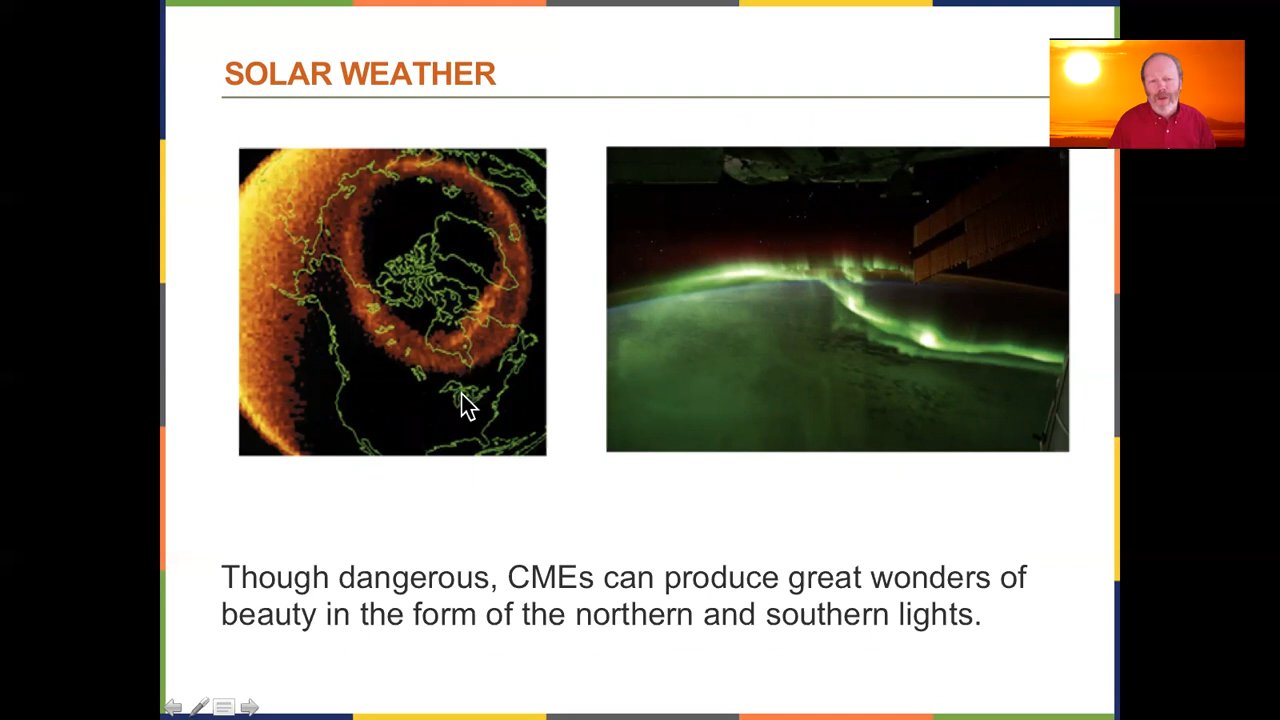 SOLAR WEATHER
Though dangerous, CMEs can produce great wonders of
beauty in the form of the northern and southern lights.